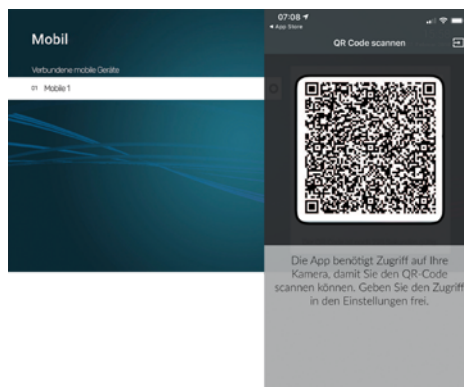 Mobil
Verbundene mobile Geräte
01 Mobile 1
07:08
App Store
QR Code scannen
Die App benötigt Zugriff auf Ihre
Kamera, damit Sie den QR-Code
scannen können. Geben Sie den Zugriff
in den Einstellungen frei.